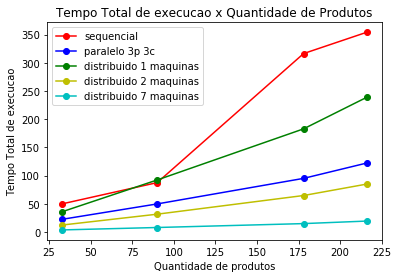 Tempo Total de execucao x Quantidade de Produtos
350
300
250
200
150
100
50
0
Tempo Total de execucao
sequencial
paralelo 3p 3c
distribuido 1 maquinas
distribuido 2 maquinas
distribuido 7 maquinas
25 50 75 100 125 150 175 200 225
Quantidade de produtos